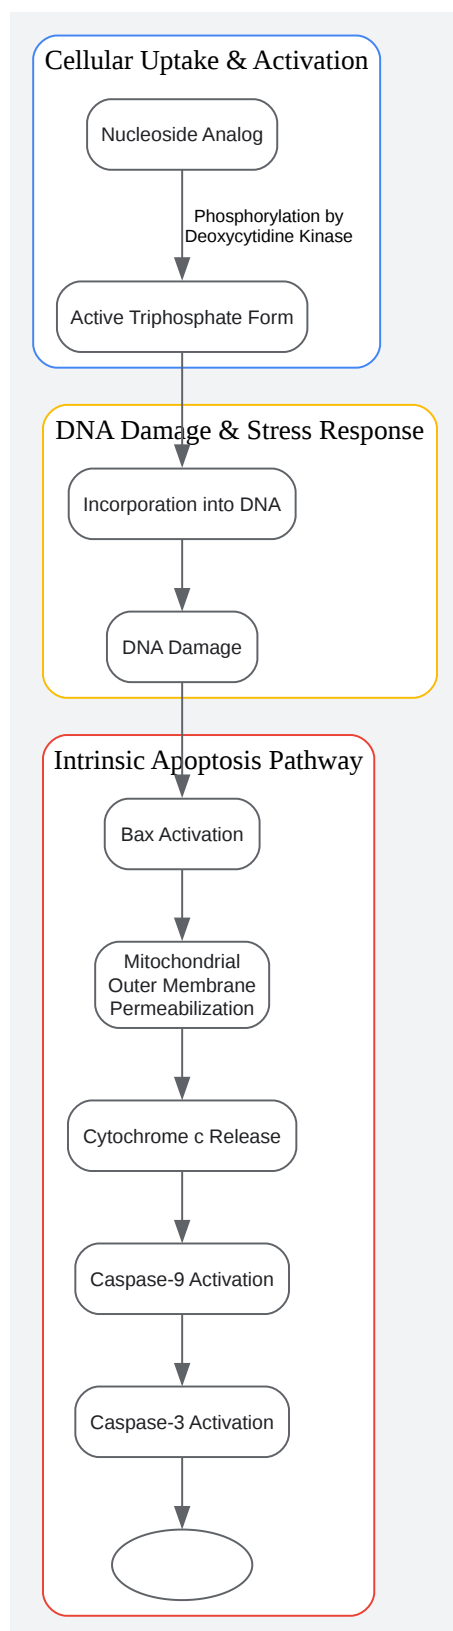 Cellular Uptake & Activation
Nucleoside Analog
Phosphorylation by
Deoxycytidine Kinase
Active Triphosphate Form
DNA Damage & Stress Response
Incorporation into DNA
DNA Damage
Intrinsic Apoptosis Pathway
Bax Activation
Mitochondrial
Outer Membrane
Permeabilization
Cytochrome c Release
Caspase-9 Activation
Caspase-3 Activation